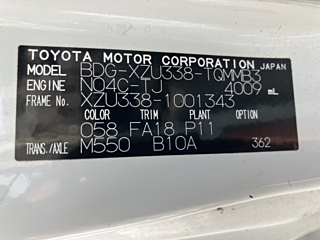 TOYOTA MOTOR CORPORATION JAPAN
MODEL BDG-XZU338-TQMMB3
ENGINE N04C-TJ 4009 mL
FRAME No. XZU338-1001343
COLOR TRIM PLANT OPTION
058 FA18 P11
TRANS./AXLE M550 B10A 362